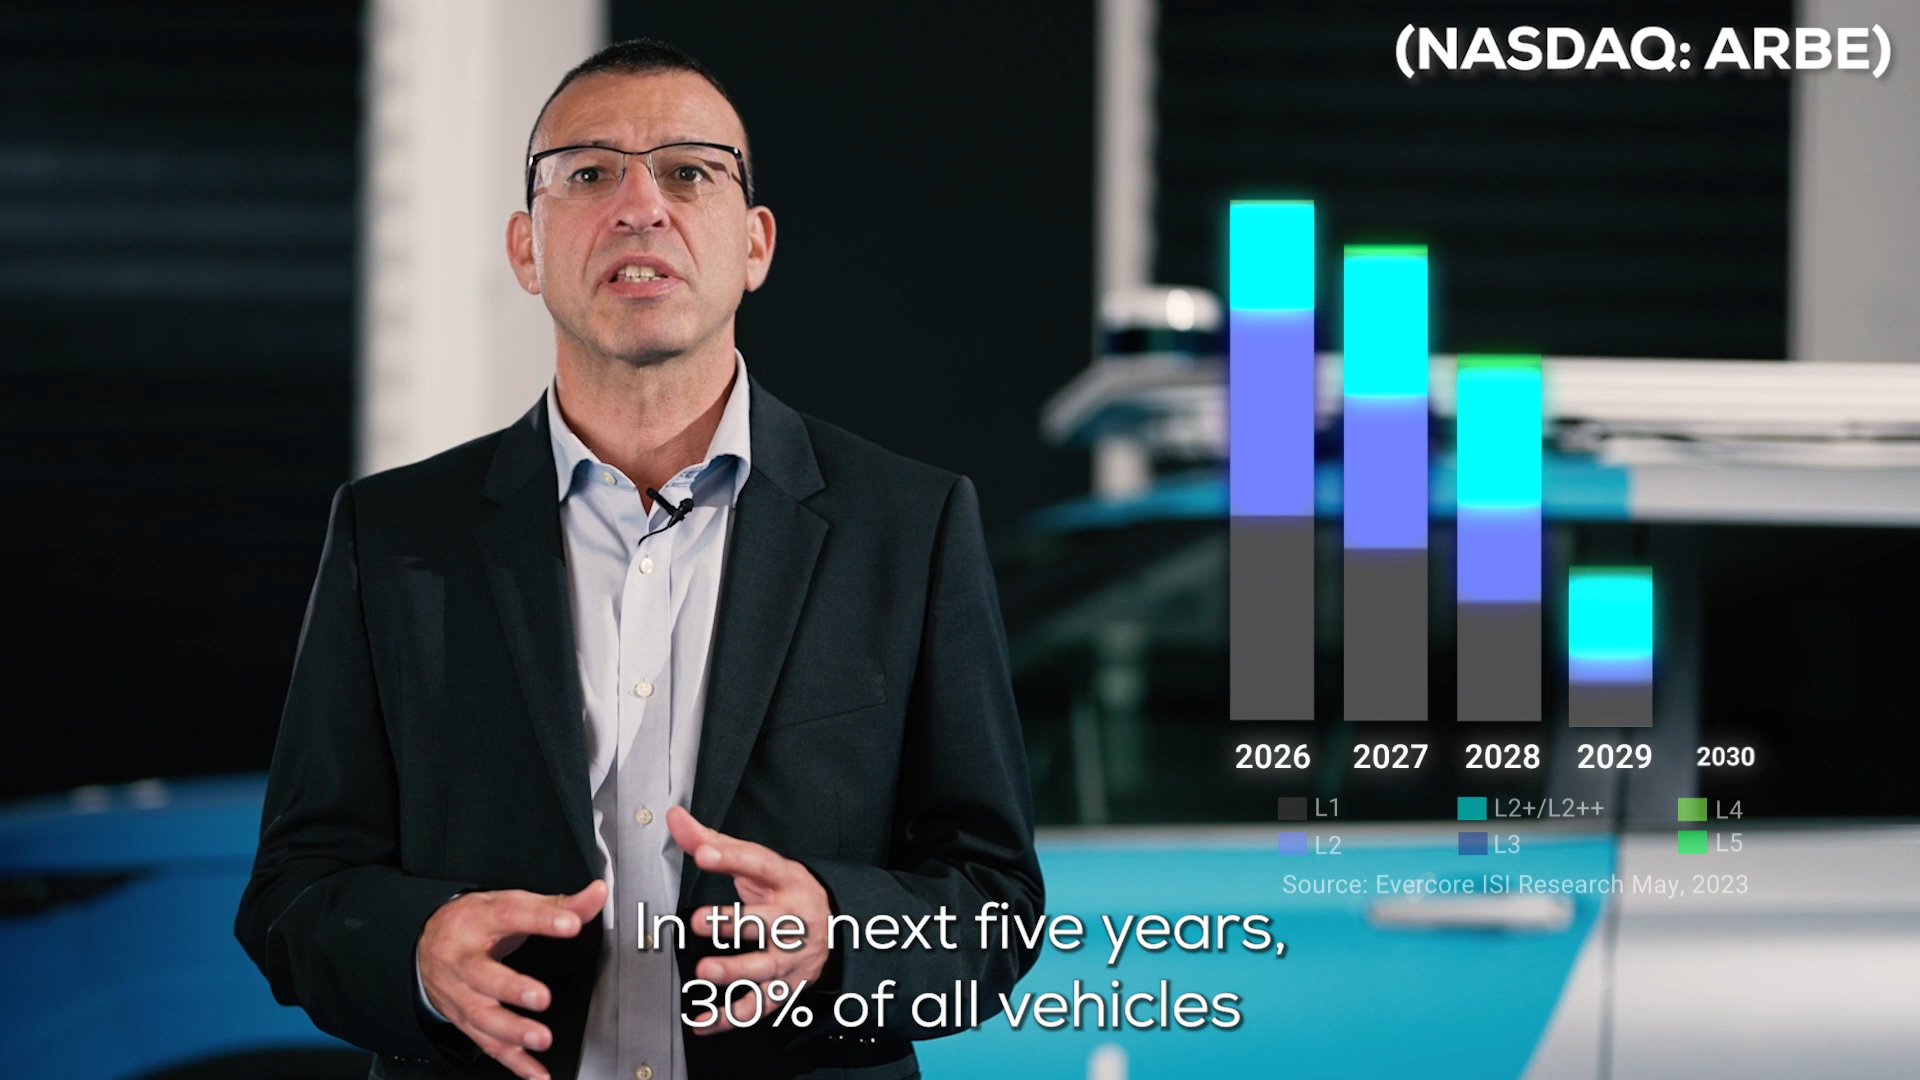 (NASDAQ: ARBE)
2026 2027 2028 2029 2030
L1 L2+/L2++ L4
L2 L3 L5
Source: Evercore ISI Research May, 2023
In the next five years,
30% of all vehicles